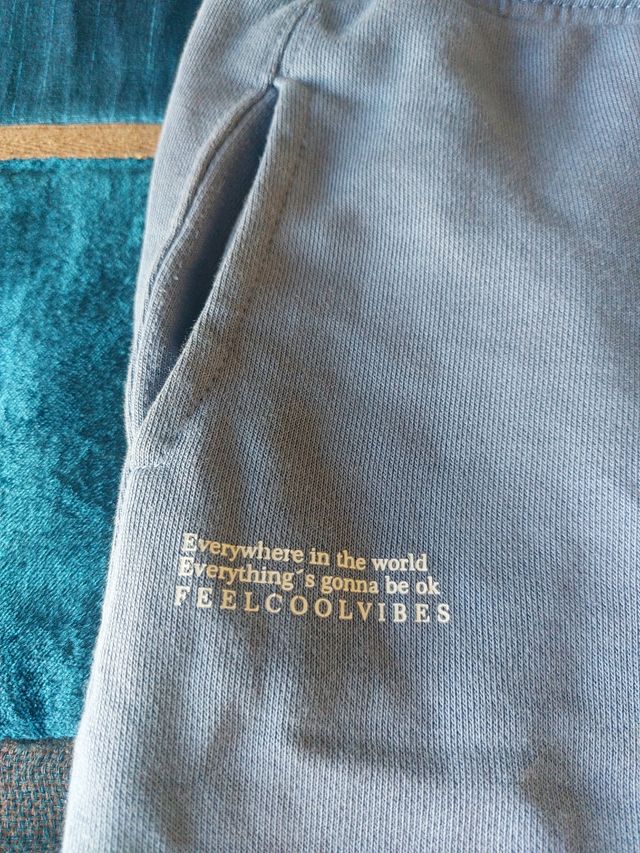 Everywhere in the world
Everything´s gonna be ok
FEELCOOLVIBES